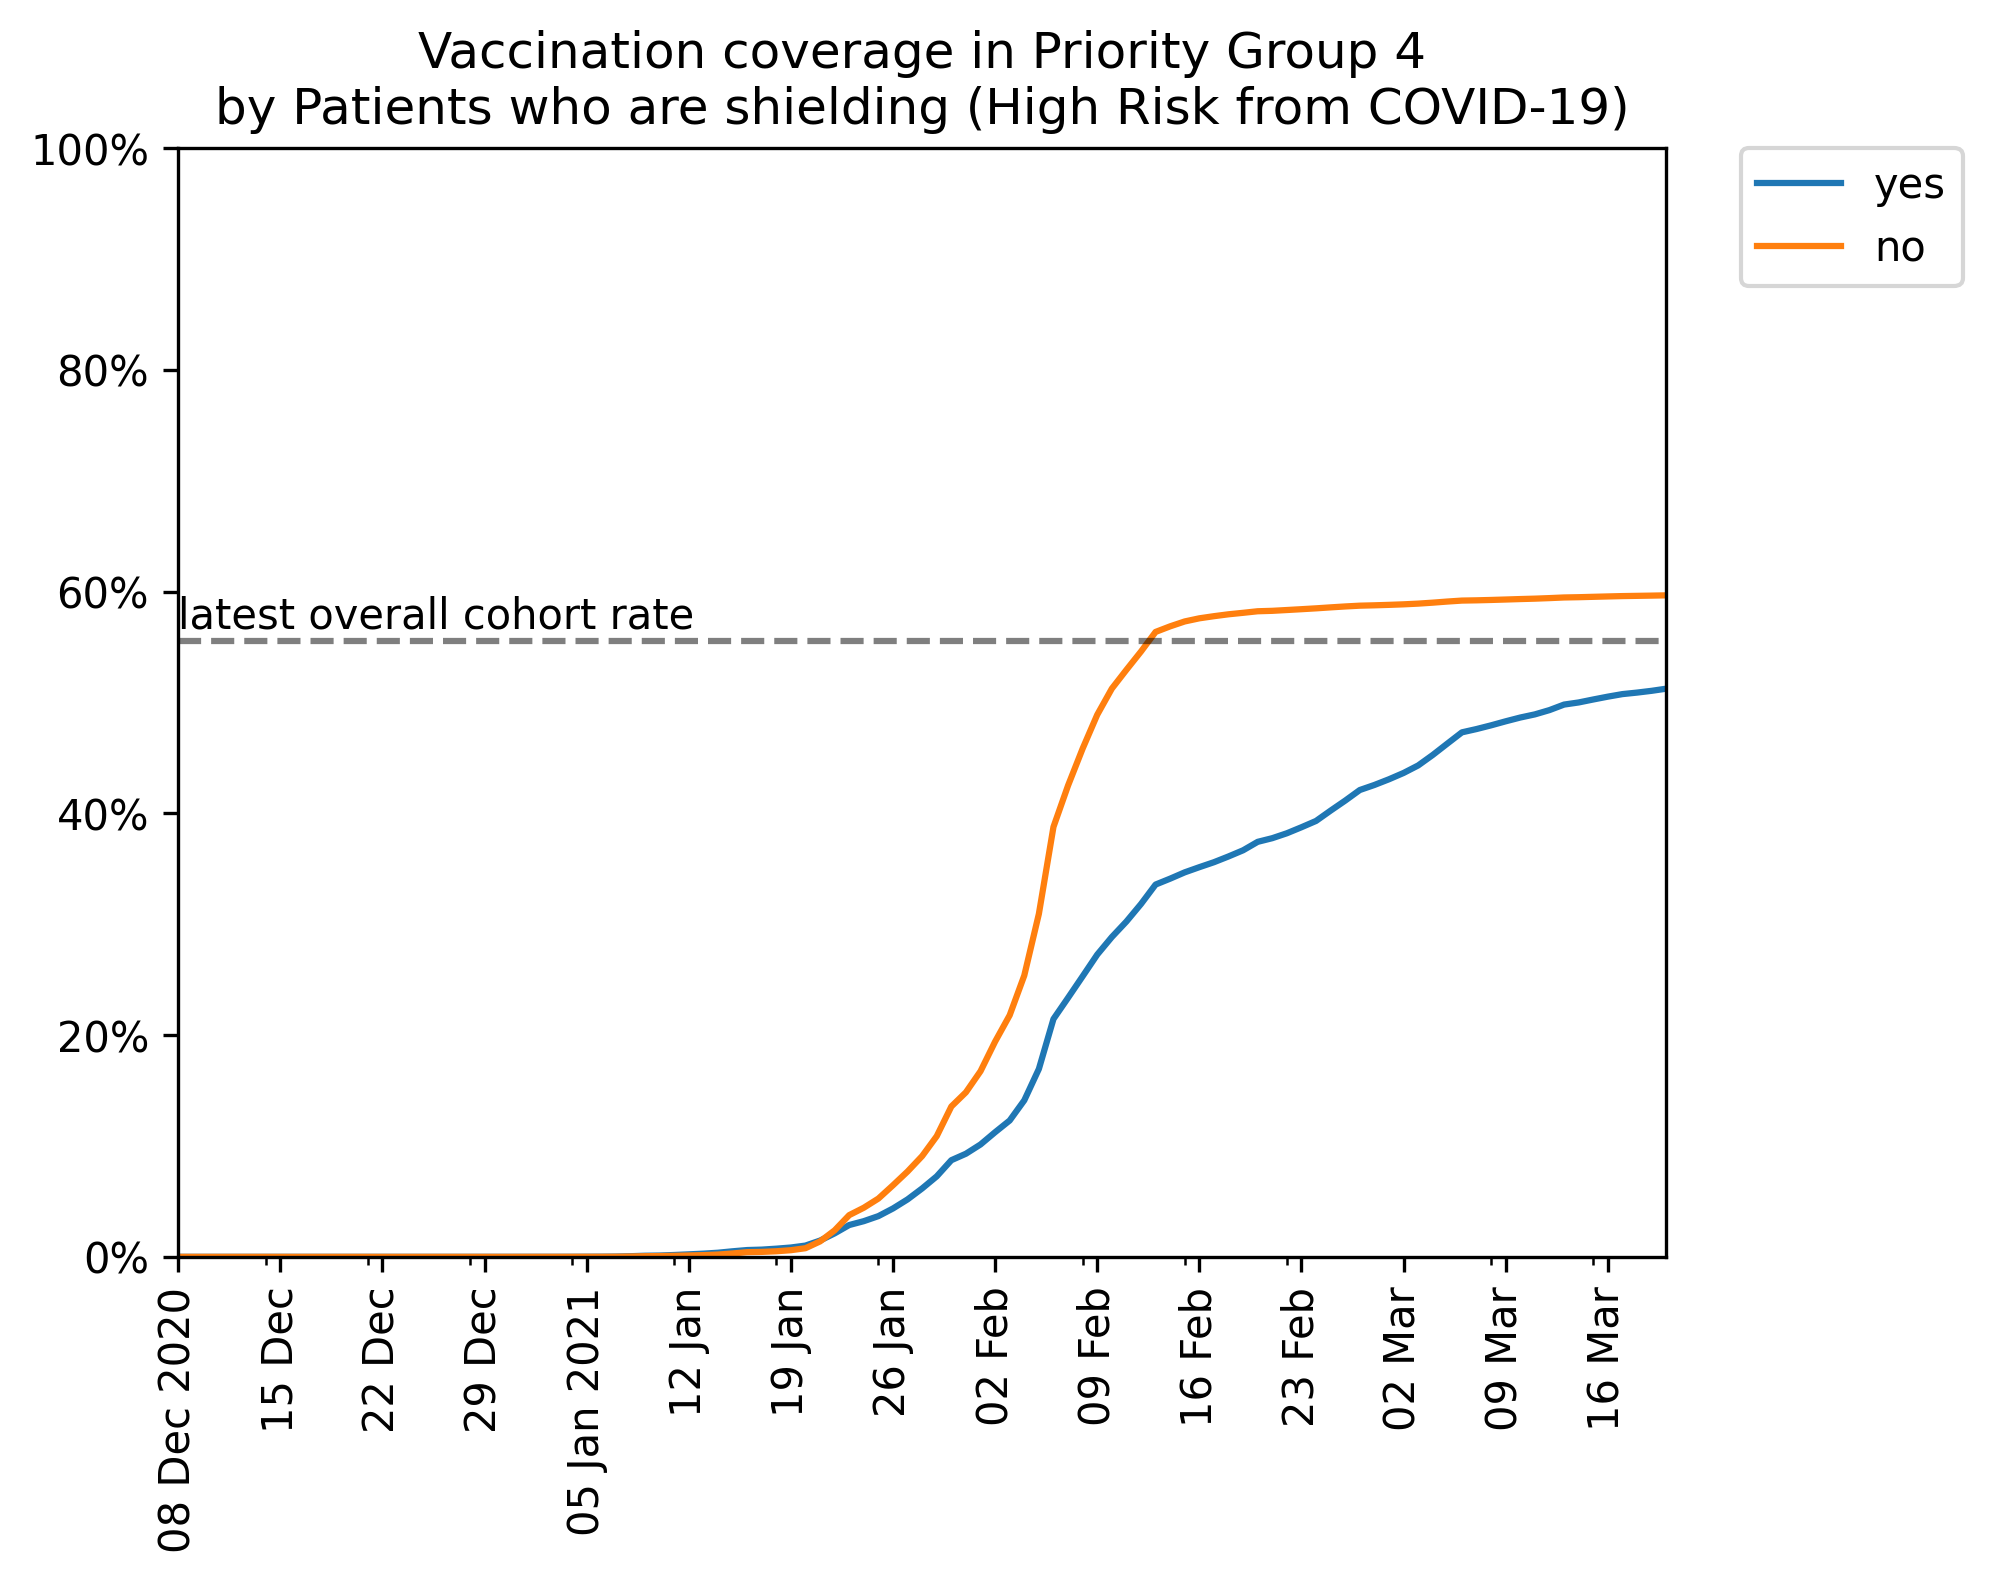 Vaccination coverage in Priority Group 4
by Patients who are shielding (High Risk from COVID-19)
100%
80%
60%
40%
20%
0%
latest overall cohort rate
yes
no
08 Dec 2020
15 Dec
22 Dec
29 Dec
05 Jan 2021
12 Jan
19 Jan
26 Jan
02 Feb
09 Feb
16 Feb
23 Feb
02 Mar
09 Mar
16 Mar